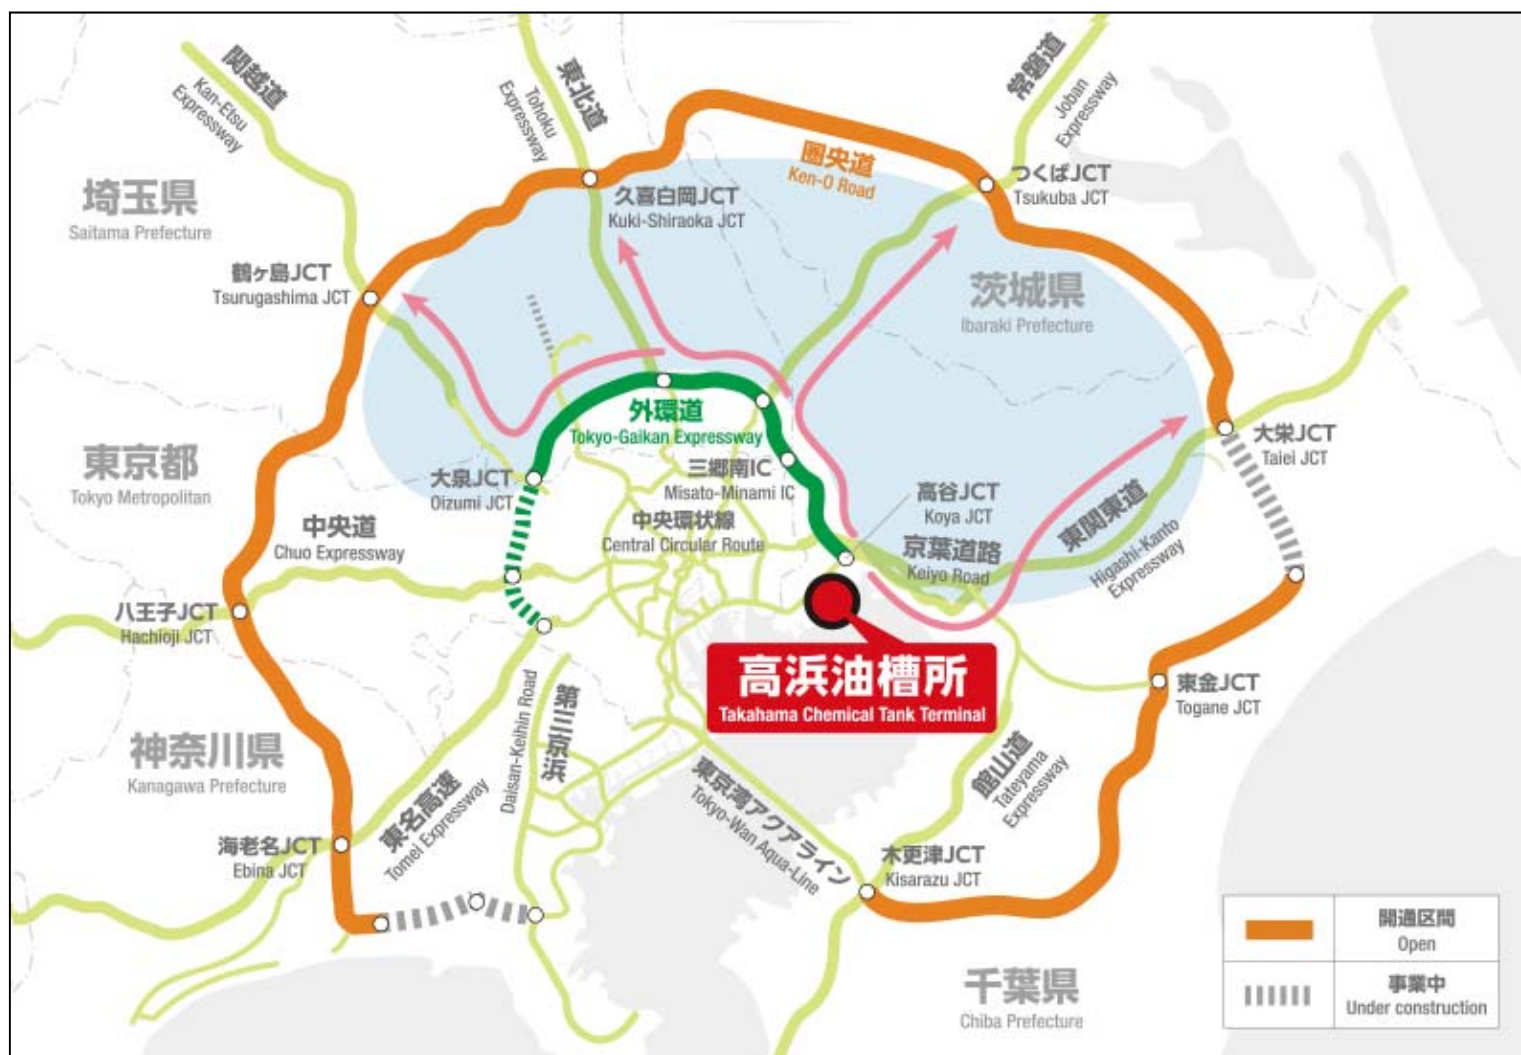 関越道
Kan-Etsu
Expressway
東北道
Tohoku
Expressway
常磐道
Joban
Expressway
圏央道
Ken-O Road
つくばJCT
Tsukuba JCT
久喜白岡JCT
Kuki-Shiraoka JCT
埼玉県
Saitama Prefecture
鶴ヶ島JCT
Tsurugashima JCT
茨城県
Ibaraki Prefecture
外環道
Tokyo-Gaikan Expressway
大栄JCT
Taiei JCT
東京都
Tokyo Metropolitan
大泉JCT
Oizumi JCT
三郷南IC
Misato-Minami IC
高谷JCT
Koya JCT
中央道
Chuo Expressway
中央環状線
Central Circular Route
京葉道路
Keiyo Road
東関東道
Higashi-Kanto
Expressway
八王子JCT
Hachioji JCT
高浜油槽所
Takahama Chemical Tank Terminal
東金JCT
Togane JCT
神奈川県
Kanagawa Prefecture
第三京浜
Daisan-Keihin Road
東名高速
Tomei Expressway
東京湾アクアライン
Tokyo-Wan Aqua-Line
館山道
Tateyama
Expressway
海老名JCT
Ebina JCT
木更津JCT
Kisarazu JCT
千葉県
Chiba Prefecture
開通区間
Open
事業中
Under construction